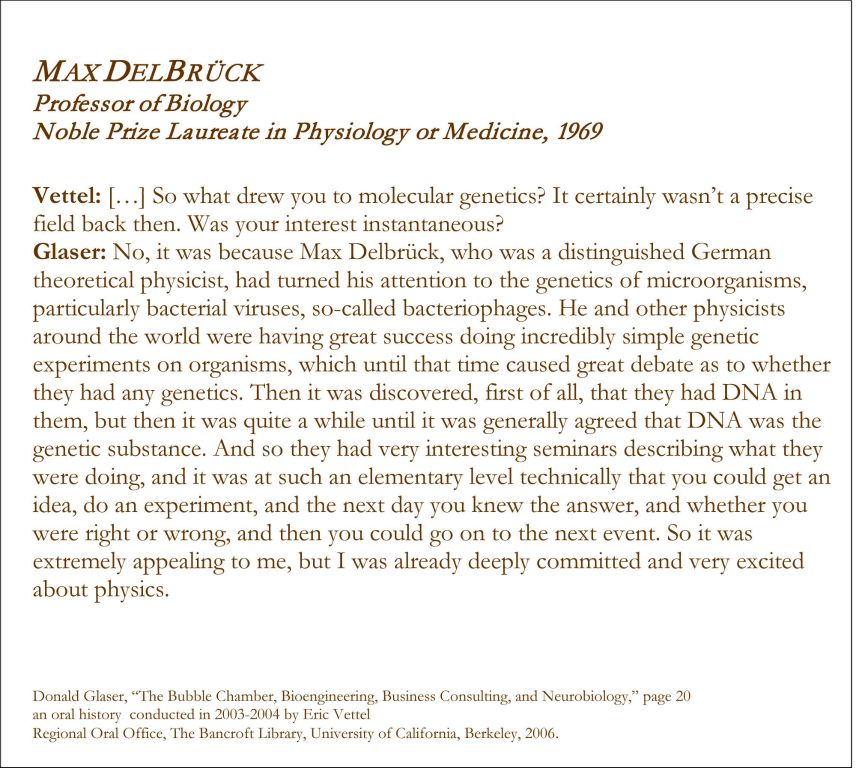 MAX DELBRÜCK
Professor of Biology
Noble Prize Laureate in Physiology or Medicine, 1969
Vettel: […] So what drew you to molecular genetics? It certainly wasn’t a precise
field back then. Was your interest instantaneous?
Glaser: No, it was because Max Delbrück, who was a distinguished German
theoretical physicist, had turned his attention to the genetics of microorganisms,
particularly bacterial viruses, so-called bacteriophages. He and other physicists
around the world were having great success doing incredibly simple genetic
experiments on organisms, which until that time caused great debate as to whether
they had any genetics. Then it was discovered, first of all, that they had DNA in
them, but then it was quite a while until it was generally agreed that DNA was the
genetic substance. And so they had very interesting seminars describing what they
were doing, and it was at such an elementary level technically that you could get an
idea, do an experiment, and the next day you knew the answer, and whether you
were right or wrong, and then you could go on to the next event. So it was
extremely appealing to me, but I was already deeply committed and very excited
about physics.
Donald Glaser, “The Bubble Chamber, Bioengineering, Business Consulting, and Neurobiology,” page 20
an oral history conducted in 2003-2004 by Eric Vettel
Regional Oral Office, The Bancroft Library, University of California, Berkeley, 2006.